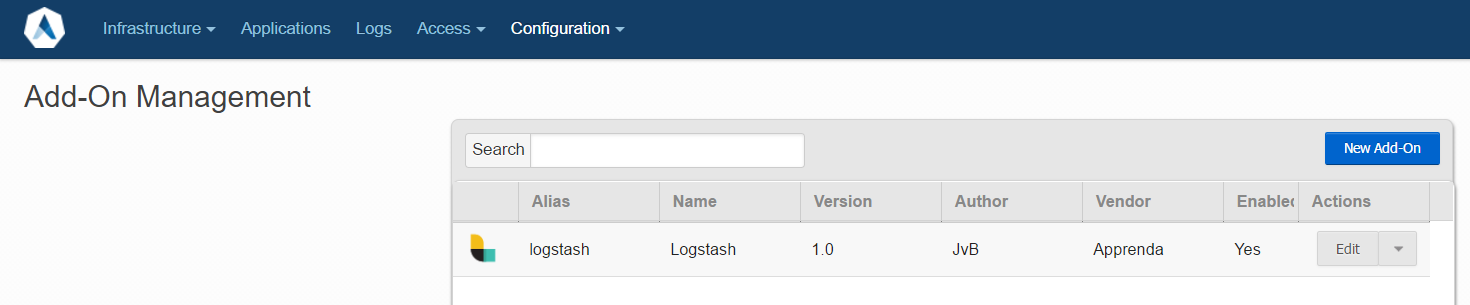 Infrastructure Applications Logs Access Configuration
Add-On Management
Search New Add-On
Alias Name Version Author Vendor Enabled Actions
logstash Logstash 1.0 JvB Apprenda Yes Edit